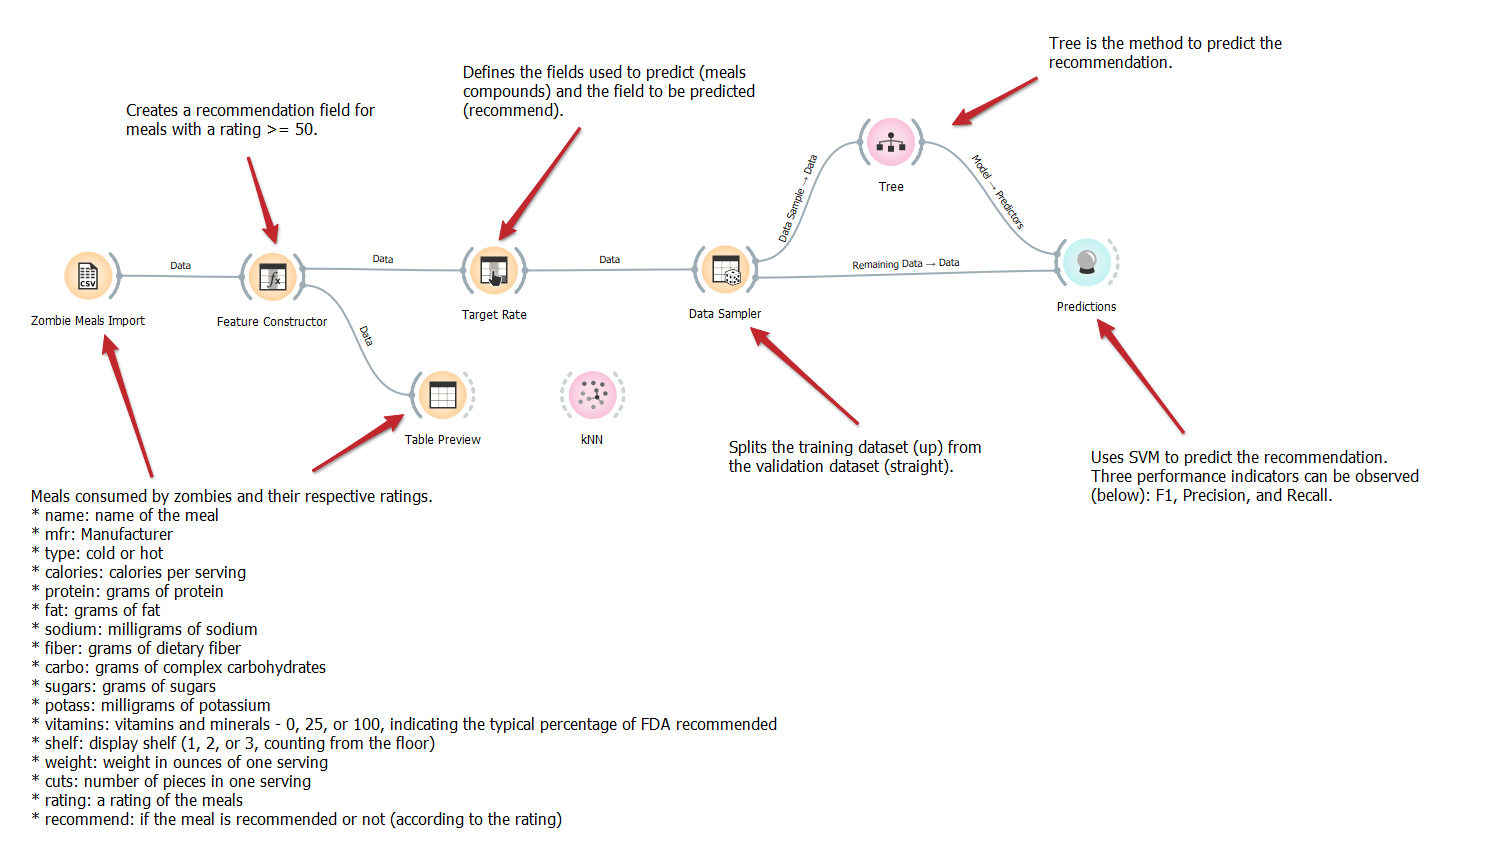 Tree is the method to predict the
recommendation.
Defines the fields used to predict (meals
compounds) and the field to be predicted
(recommend).
Creates a recommendation field for
meals with a rating >= 50.
Data Sample → Data
Model → Predictors
Tree
Data
Data
Data
Remaining Data → Data
Zombie Meals Import
Feature Constructor
Target Rate
Data Sampler
Predictions
Data
CSV
fx
Table Preview
kNN
Splits the training dataset (up) from
the validation dataset (straight).
Uses SVM to predict the recommendation.
Three performance indicators can be observed
(below): F1, Precision, and Recall.
Meals consumed by zombies and their respective ratings.
* name: name of the meal
* mfr: Manufacturer
* type: cold or hot
* calories: calories per serving
* protein: grams of protein
* fat: grams of fat
* sodium: milligrams of sodium
* fiber: grams of dietary fiber
* carbo: grams of complex carbohydrates
* sugars: grams of sugars
* potass: milligrams of potassium
* vitamins: vitamins and minerals - 0, 25, or 100, indicating the typical percentage of FDA recommended
* shelf: display shelf (1, 2, or 3, counting from the floor)
* weight: weight in ounces of one serving
* cuts: number of pieces in one serving
* rating: a rating of the meals
* recommend: if the meal is recommended or not (according to the rating)